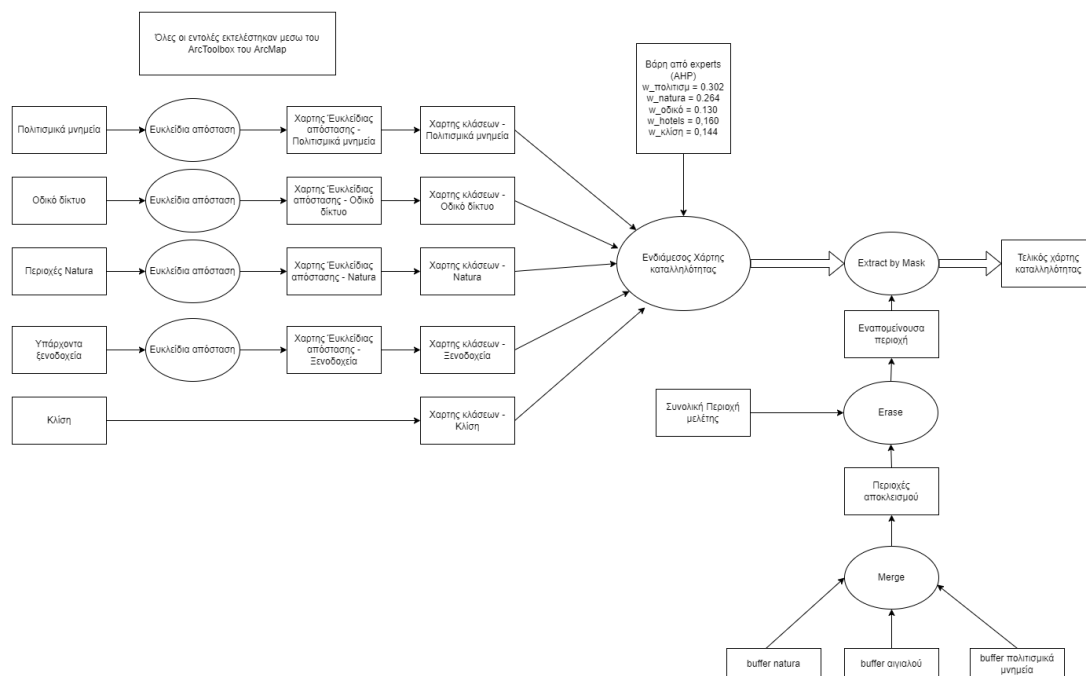 Όλες οι εντολές εκτελέστηκαν μεσω του
ArcToolbox του ArcMap
Βάρη από experts
(AHP)
w_πολιτισμ = 0.302
w_natura = 0.264
w_οδικό = 0.130
w_hotels = 0,160
w_κλίση = 0,144
Πολιτισμικά μνημεία
Ευκλείδια απόσταση
Χαρτης Έυκλείδιας
απόστασης -
Πολιτισμικά μνημεία
Χαρτης κλάσεων -
Πολιτισμικά μνημεία
Οδικό δίκτυο
Ευκλείδια απόσταση
Χαρτης Έυκλείδιας
απόστασης - Οδικό
δίκτυο
Χαρτης κλάσεων -
Οδικό δίκτυο
Περιοχές Natura
Ευκλείδια απόσταση
Χαρτης Έυκλείδιας
απόστασης - Natura
Χαρτης κλάσεων -
Natura
Ενδιάμεσος Χάρτης
καταλληλότητας
Extract by Mask
Τελικός χάρτης
καταλληλότητας
Υπάρχοντα
ξενοδοχεία
Ευκλείδια απόσταση
Χαρτης Έυκλείδιας
απόστασης -
Ξενοδοχεία
Χαρτης κλάσεων -
Ξενοδοχεία
Εναπομείνουσα
περιοχή
Κλίση
Χαρτης κλάσεων -
Κλίση
Συνολική Περιοχή
μελέτης
Erase
Περιοχές
αποκλεισμού
Merge
buffer natura
buffer αιγιαλού
buffer πολιτισμικά
μνημεία